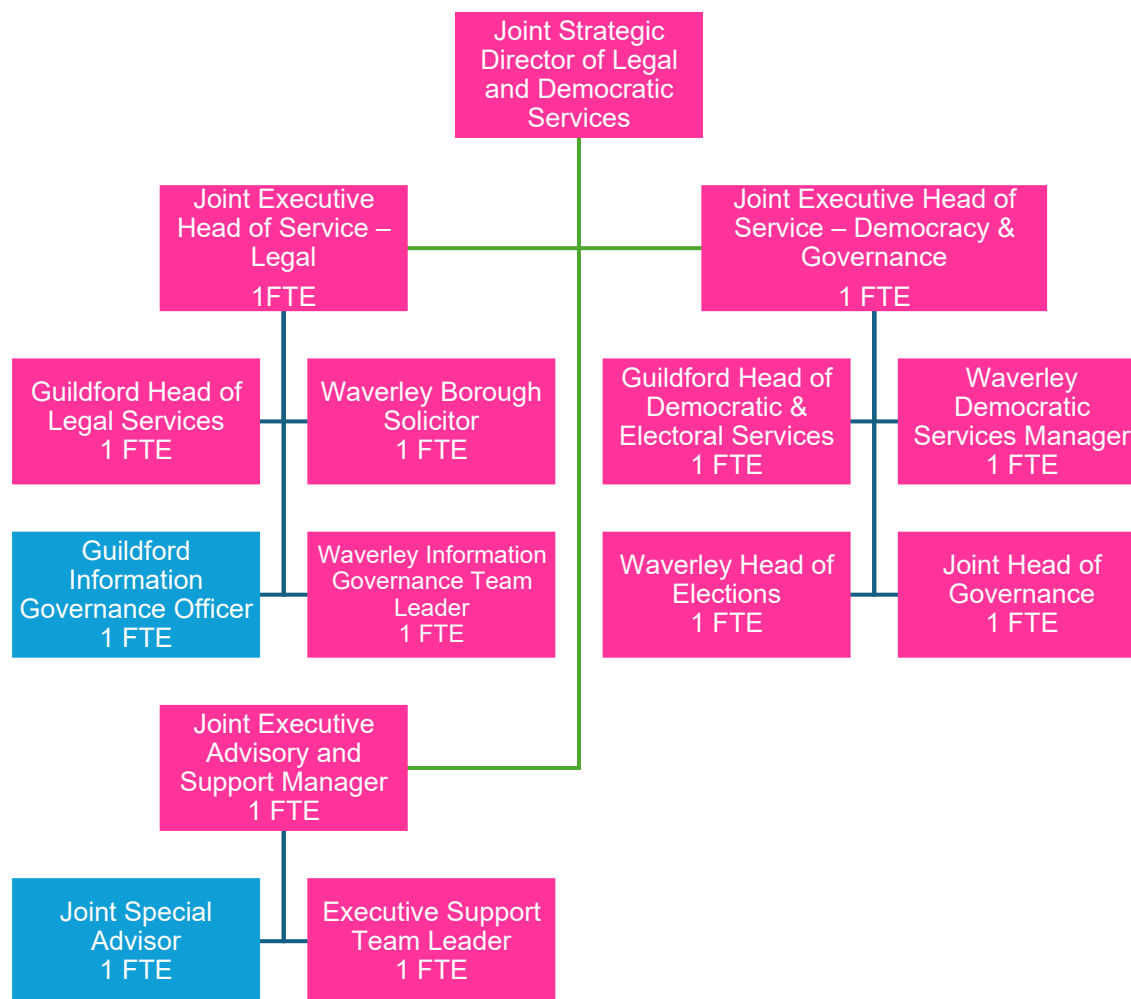 Joint Strategic
Director of Legal
and Democratic
Services
Joint Executive
Head of Service –
Legal
1FTE
Joint Executive Head of
Service – Democracy &
Governance
1 FTE
Guildford Head of
Legal Services
1 FTE
Waverley Borough
Solicitor
1 FTE
Guildford Head of
Democratic &
Electoral Services
1 FTE
Waverley
Democratic
Services Manager
1 FTE
Guildford
Information
Governance Officer
1 FTE
Waverley Information
Governance Team
Leader
1 FTE
Waverley Head of
Elections
1 FTE
Joint Head of
Governance
1 FTE
Joint Executive
Advisory and
Support Manager
1 FTE
Joint Special
Advisor
1 FTE
Executive Support
Team Leader
1 FTE